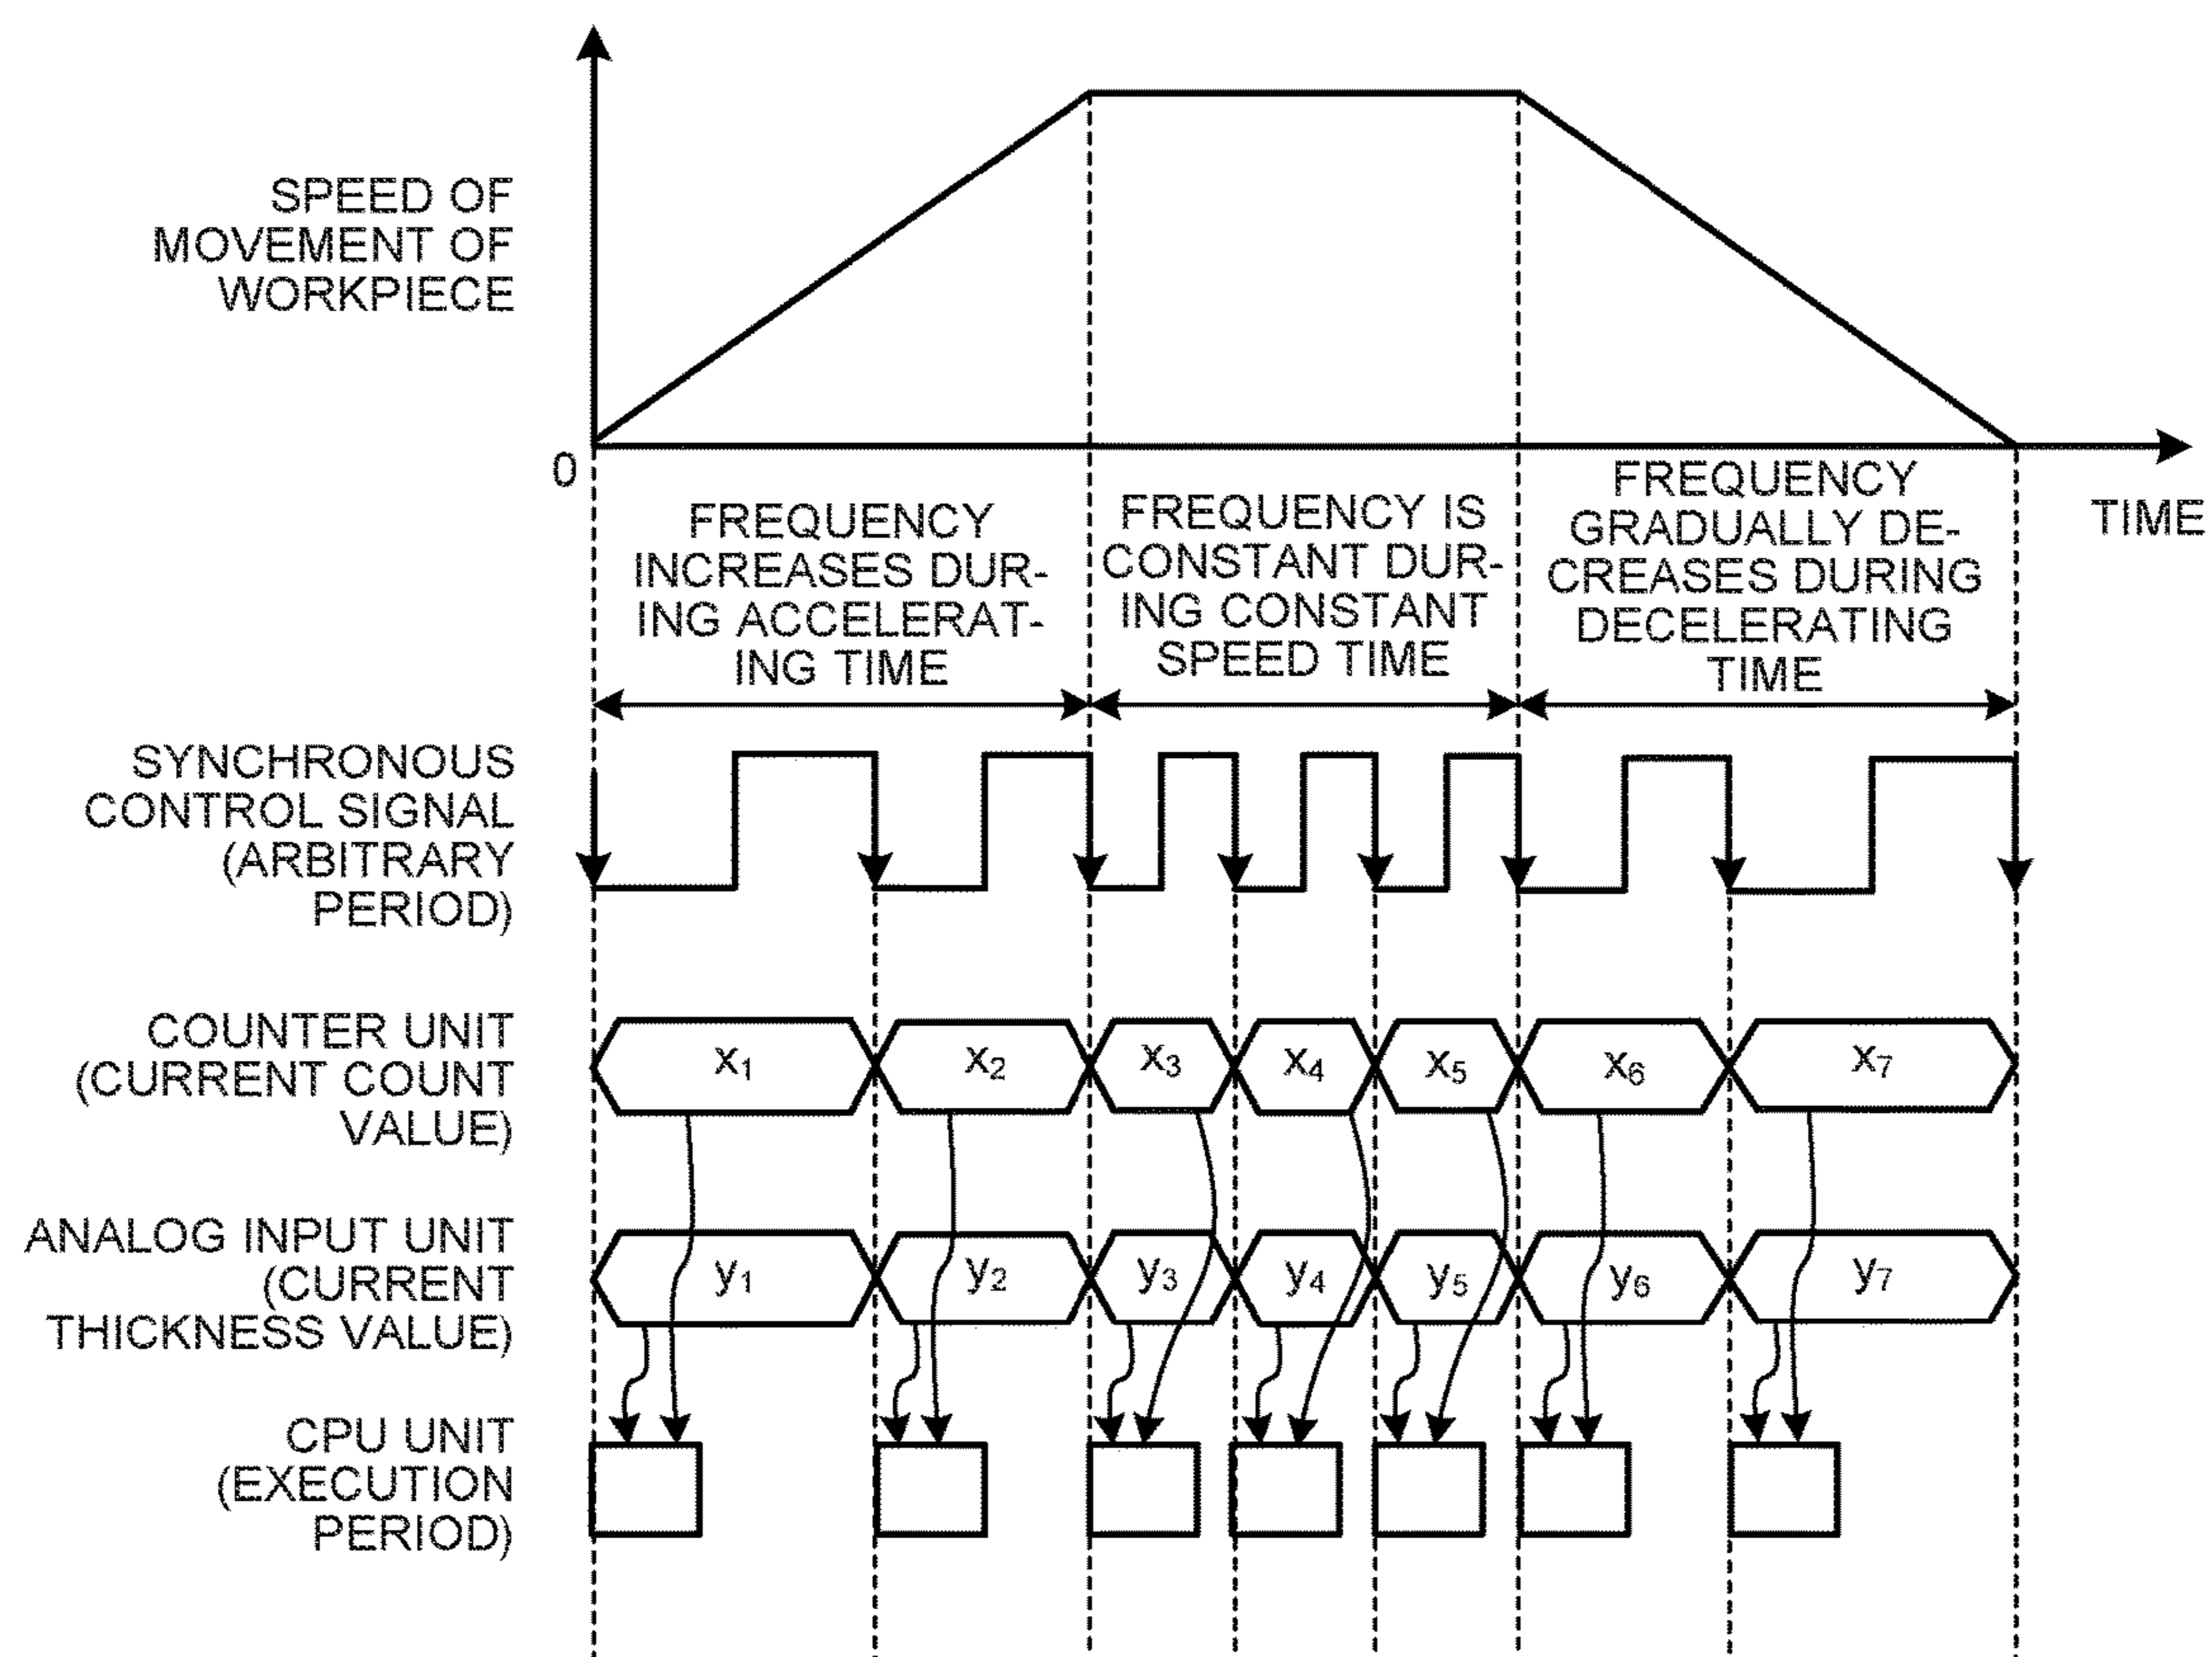 SPEED OF
MOVEMENT OF
WORKPIECE
0
TIME
FREQUENCY
INCREASES DUR-
ING ACCELERAT-
ING TIME
FREQUENCY IS
CONSTANT DUR-
ING CONSTANT
SPEED TIME
FREQUENCY
GRADUALLY DE-
CREASES DURING
DECELERATING
TIME
SYNCHRONOUS
CONTROL SIGNAL
(ARBITRARY
PERIOD)
COUNTER UNIT
(CURRENT COUNT
VALUE)
x₁ x₂ x₃ x₄ x₅ x₆ x₇
ANALOG INPUT UNIT
(CURRENT
THICKNESS VALUE)
y₁ y₂ y₃ y₄ y₅ y₆ y₇
CPU UNIT
(EXECUTION
PERIOD)